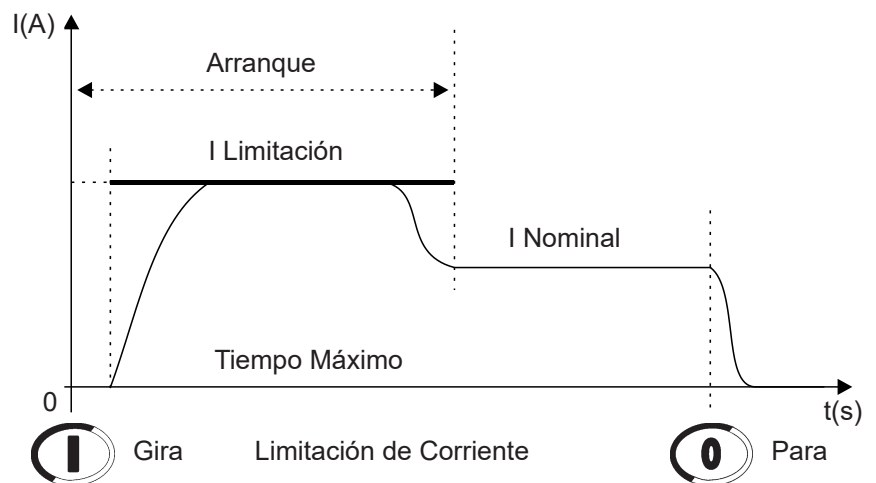 I(A)
Arranque
I Limitación
I Nominal
Tiempo Máximo
0
t(s)
I Gira
Limitación de Corriente
0 Para